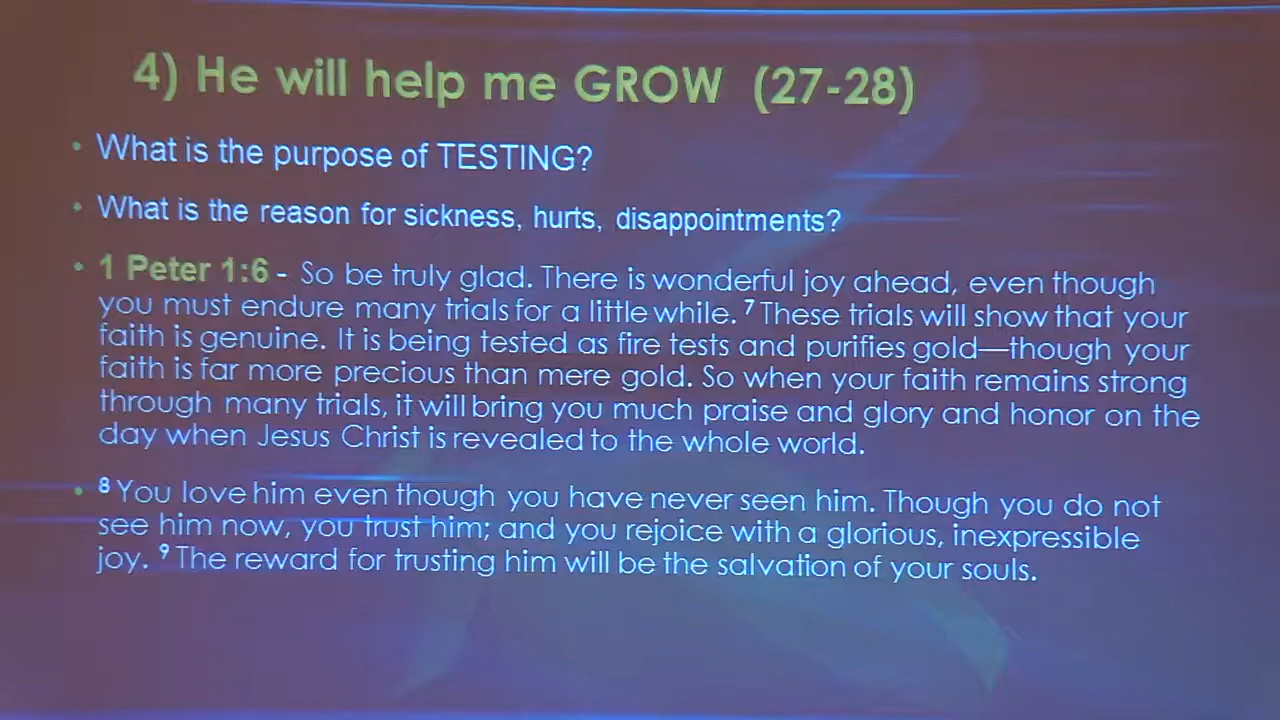 4) He will help me GROW (27-28)
• What is the purpose of TESTING?
• What is the reason for sickness, hurts, disappointments?
• 1 Peter 1:6 - So be truly glad. There is wonderful joy ahead, even though
you must endure many trials for a little while. 7 These trials will show that your
faith is genuine. It is being tested as fire tests and purifies gold—though your
faith is far more precious than mere gold. So when your faith remains strong
through many trials, it will bring you much praise and glory and honor on the
day when Jesus Christ is revealed to the whole world.
• 8 You love him even though you have never seen him. Though you do not
see him now, you trust him; and you rejoice with a glorious, inexpressible
joy. 9 The reward for trusting him will be the salvation of your souls.